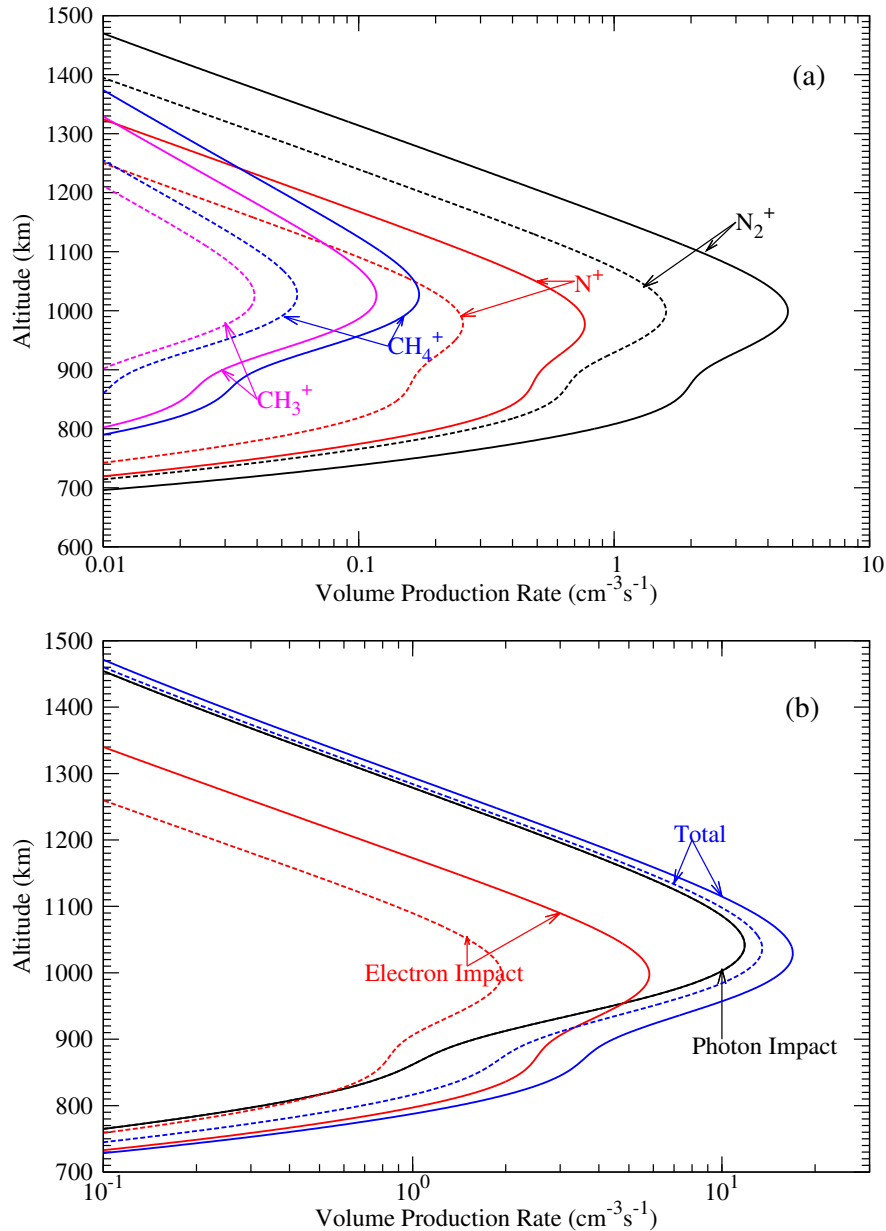 1500
(a)
1400
1300
N2+
1200
1100
N+
1000
CH4+
900
CH3+
800
700
600
0.01
0.1
1
10
Altitude (km)
Volume Production Rate (cm-3s-1)
1500
(b)
1400
1300
1200
Total
1100
1000
Electron Impact
900
Photon Impact
800
700
10-1
100
101
Altitude (km)
Volume Production Rate (cm-3s-1)